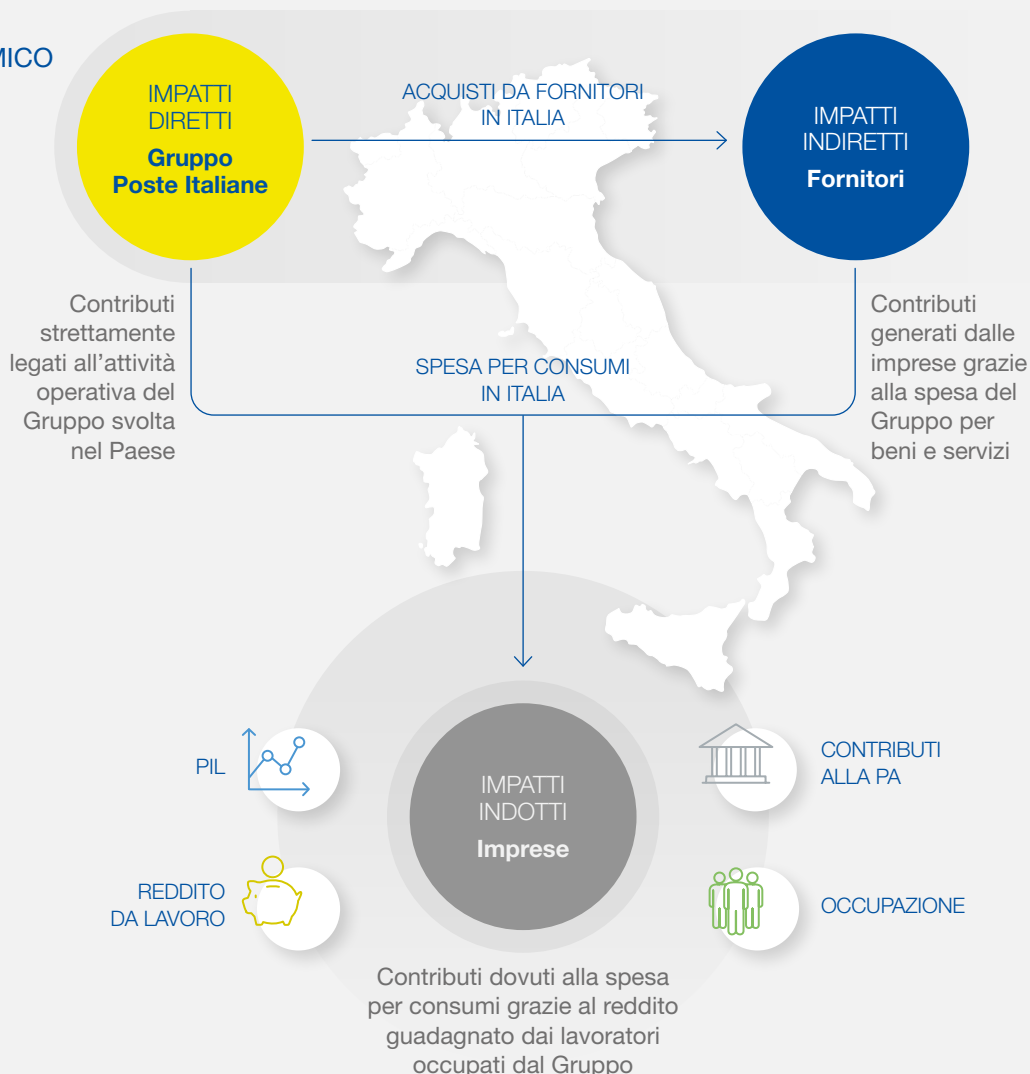 MICO
IMPATTI
DIRETTI
Gruppo
Poste Italiane
ACQUISTI DA FORNITORI
IN ITALIA
IMPATTI
INDIRETTI
Fornitori
Contributi
strettamente
legati all’attività
operativa del
Gruppo svolta
nel Paese
SPESA PER CONSUMI
IN ITALIA
Contributi
generati dalle
imprese grazie
alla spesa del
Gruppo per
beni e servizi
PIL
REDDITO
DA LAVORO
IMPATTI
INDOTTI
Imprese
CONTRIBUTI
ALLA PA
OCCUPAZIONE
Contributi dovuti alla spesa
per consumi grazie al reddito
guadagnato dai lavoratori
occupati dal Gruppo